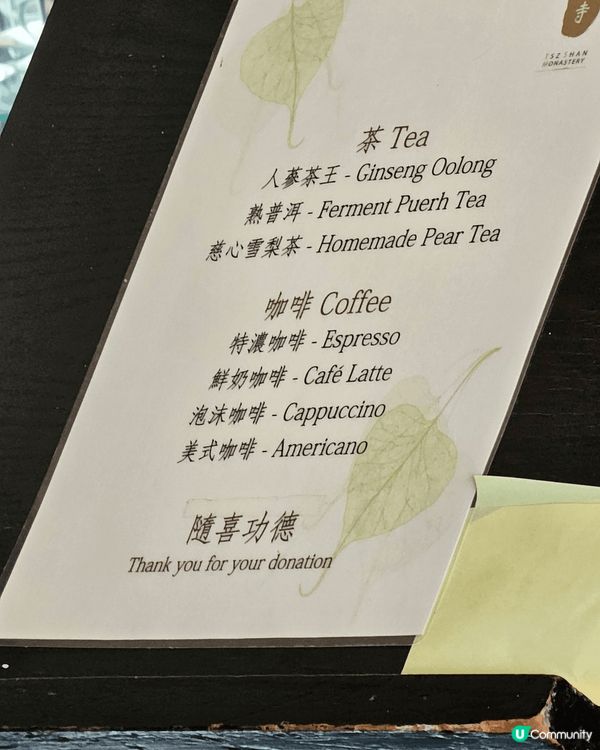 寺
TSZ SHAN
MONASTERY
茶 Tea
人蔘茶王 - Ginseng Oolong
熟普洱 - Ferment Puerh Tea
慈心雪梨茶 - Homemade Pear Tea
咖啡 Coffee
特濃咖啡 - Espresso
鮮奶咖啡 - Café Latte
泡沫咖啡 - Cappuccino
美式咖啡 - Americano
隨喜功德
Thank you for your donation
U Community